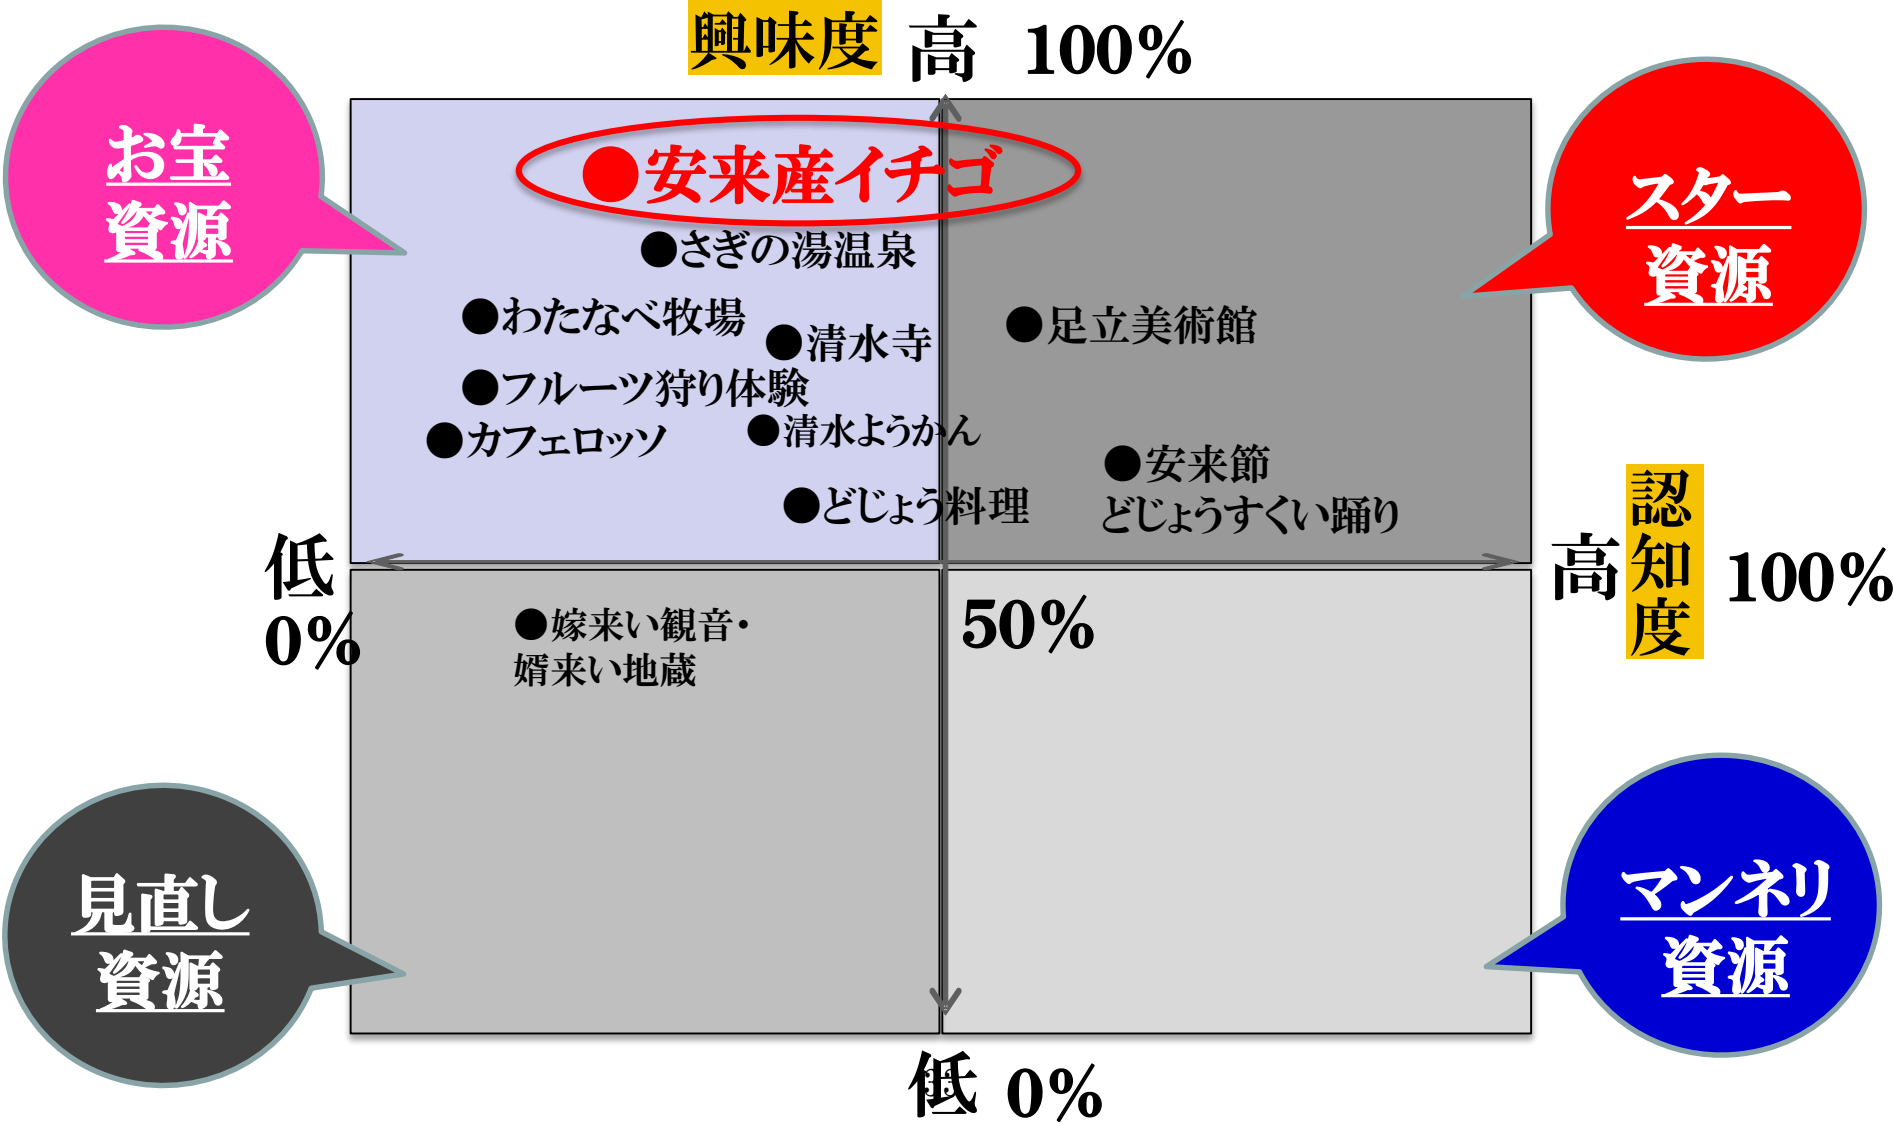 興味度 高 100%
お宝
資源
スター
資源
●安来産イチゴ
●さぎの湯温泉
●わたなべ牧場
●清水寺
●足立美術館
●フルーツ狩り体験
●清水ようかん
●カフェロッソ
●安来節
どじょうすくい踊り
●どじょう料理
低
0%
高
認知度
100%
50%
●嫁来い観音・
婿来い地蔵
見直し
資源
マンネリ
資源
低 0%